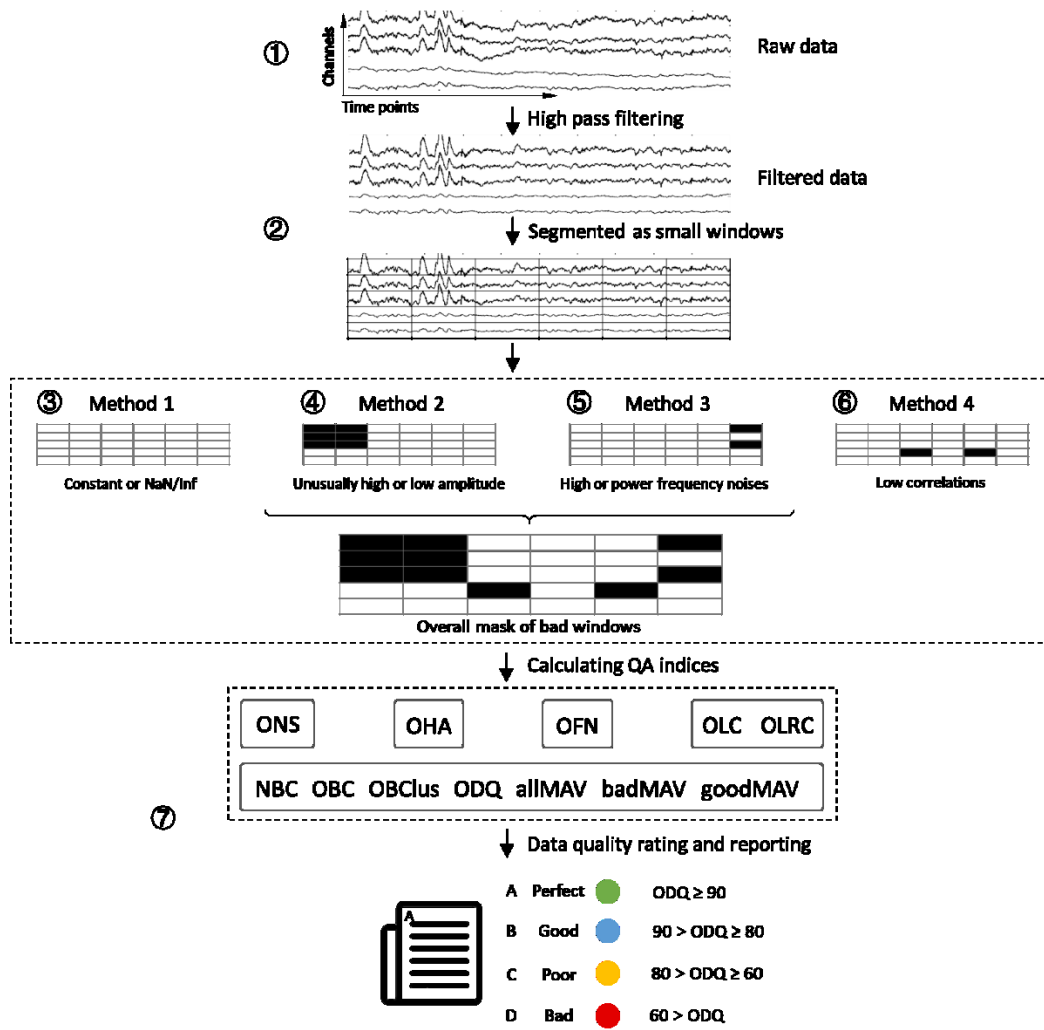 ①
Channels
Raw data
Time points
High pass filtering
Filtered data
②
Segmented as small windows
③ Method 1
④ Method 2
⑤ Method 3
⑥ Method 4
Constant or NaN/Inf
Unusually high or low amplitude
High or power frequency noises
Low correlations
Overall mask of bad windows
Calculating QA indices
ONS
OHA
OFN
OLC OLRC
NBC OBC OBClus ODQ allMAV badMAV goodMAV
⑦
Data quality rating and reporting
A
A Perfect ODQ ≥ 90
B Good 90 > ODQ ≥ 80
C Poor 80 > ODQ ≥ 60
D Bad 60 > ODQ